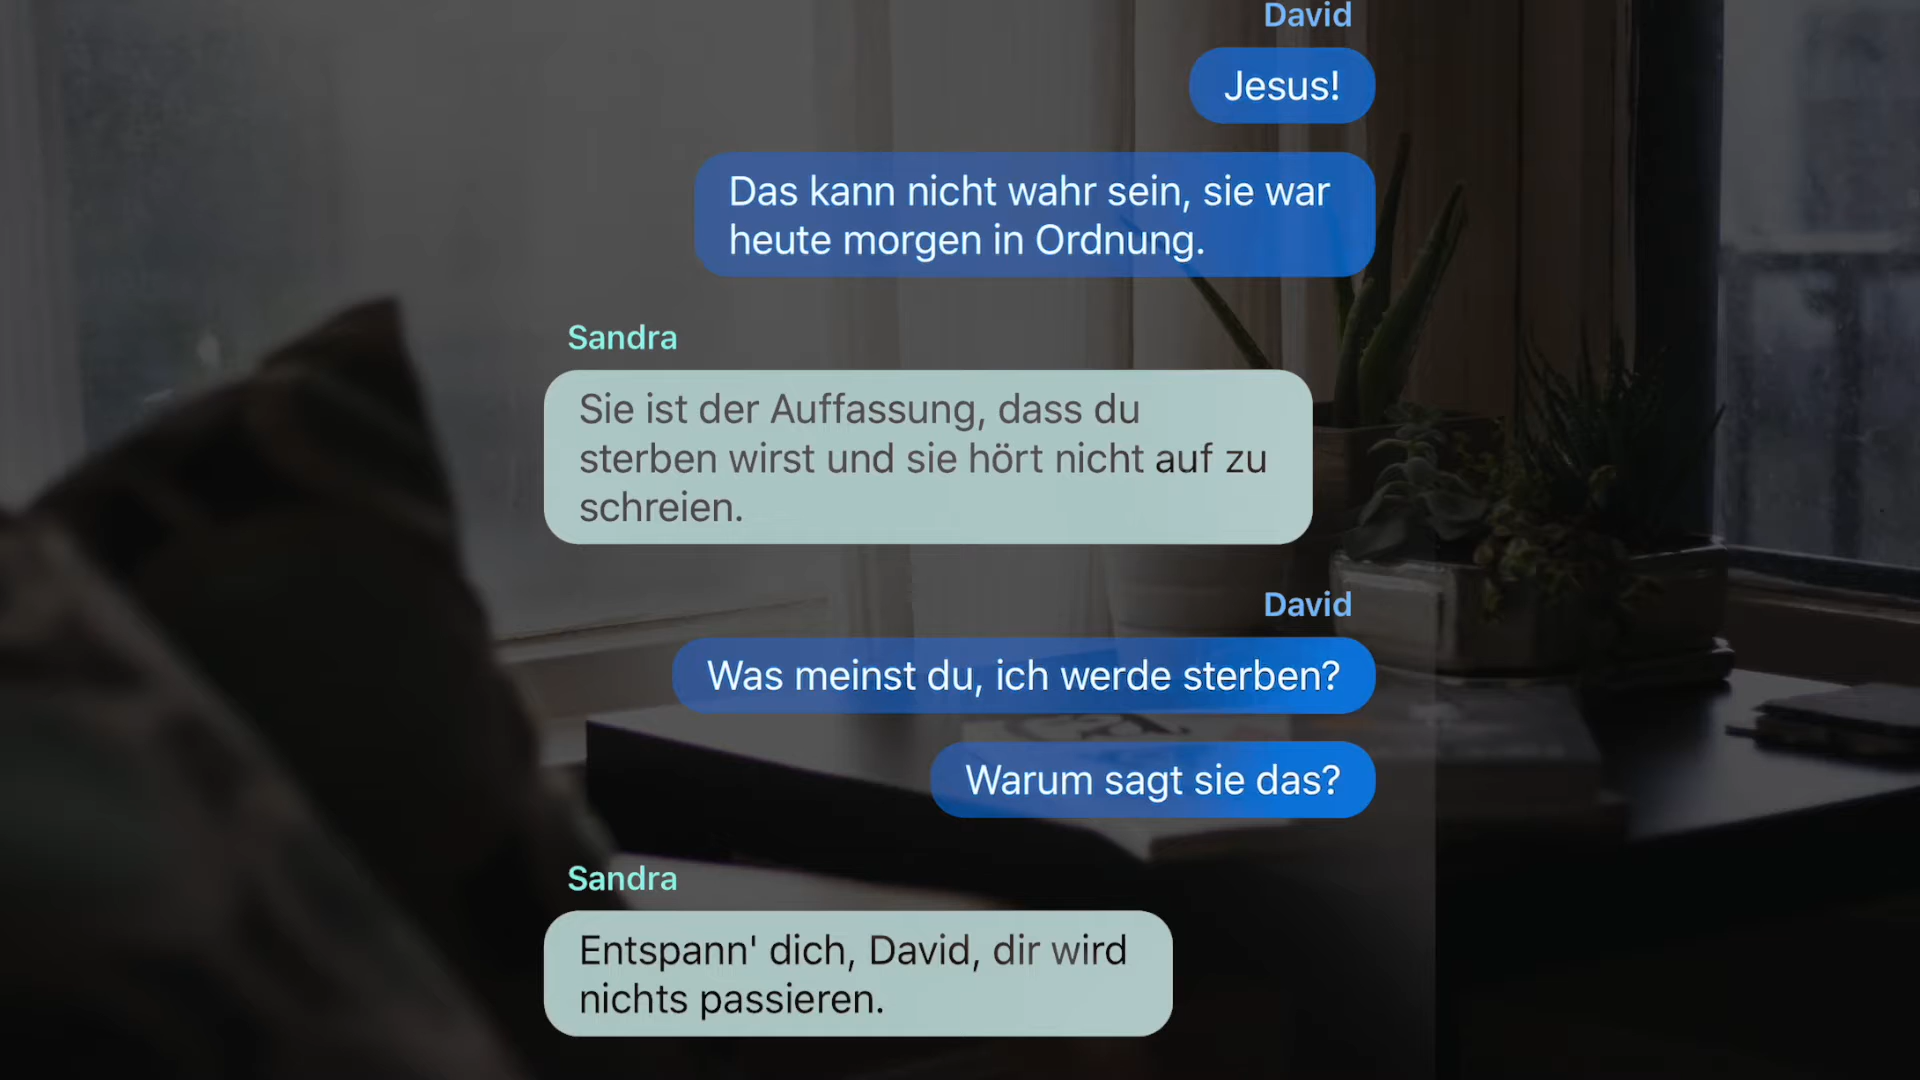 David
Jesus!
Das kann nicht wahr sein, sie war
heute morgen in Ordnung.
Sandra
Sie ist der Auffassung, dass du
sterben wirst und sie hört nicht auf zu
schreien.
David
Was meinst du, ich werde sterben?
Warum sagt sie das?
Sandra
Entspann' dich, David, dir wird
nichts passieren.